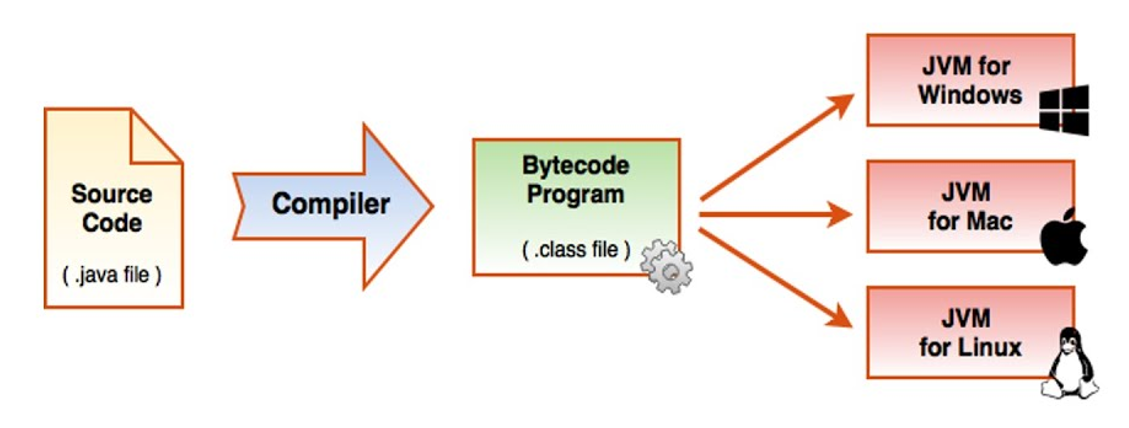 Source
Code
( .java file )
Compiler
Bytecode
Program
( .class file )
JVM for
Windows
JVM
for Mac
JVM
for Linux